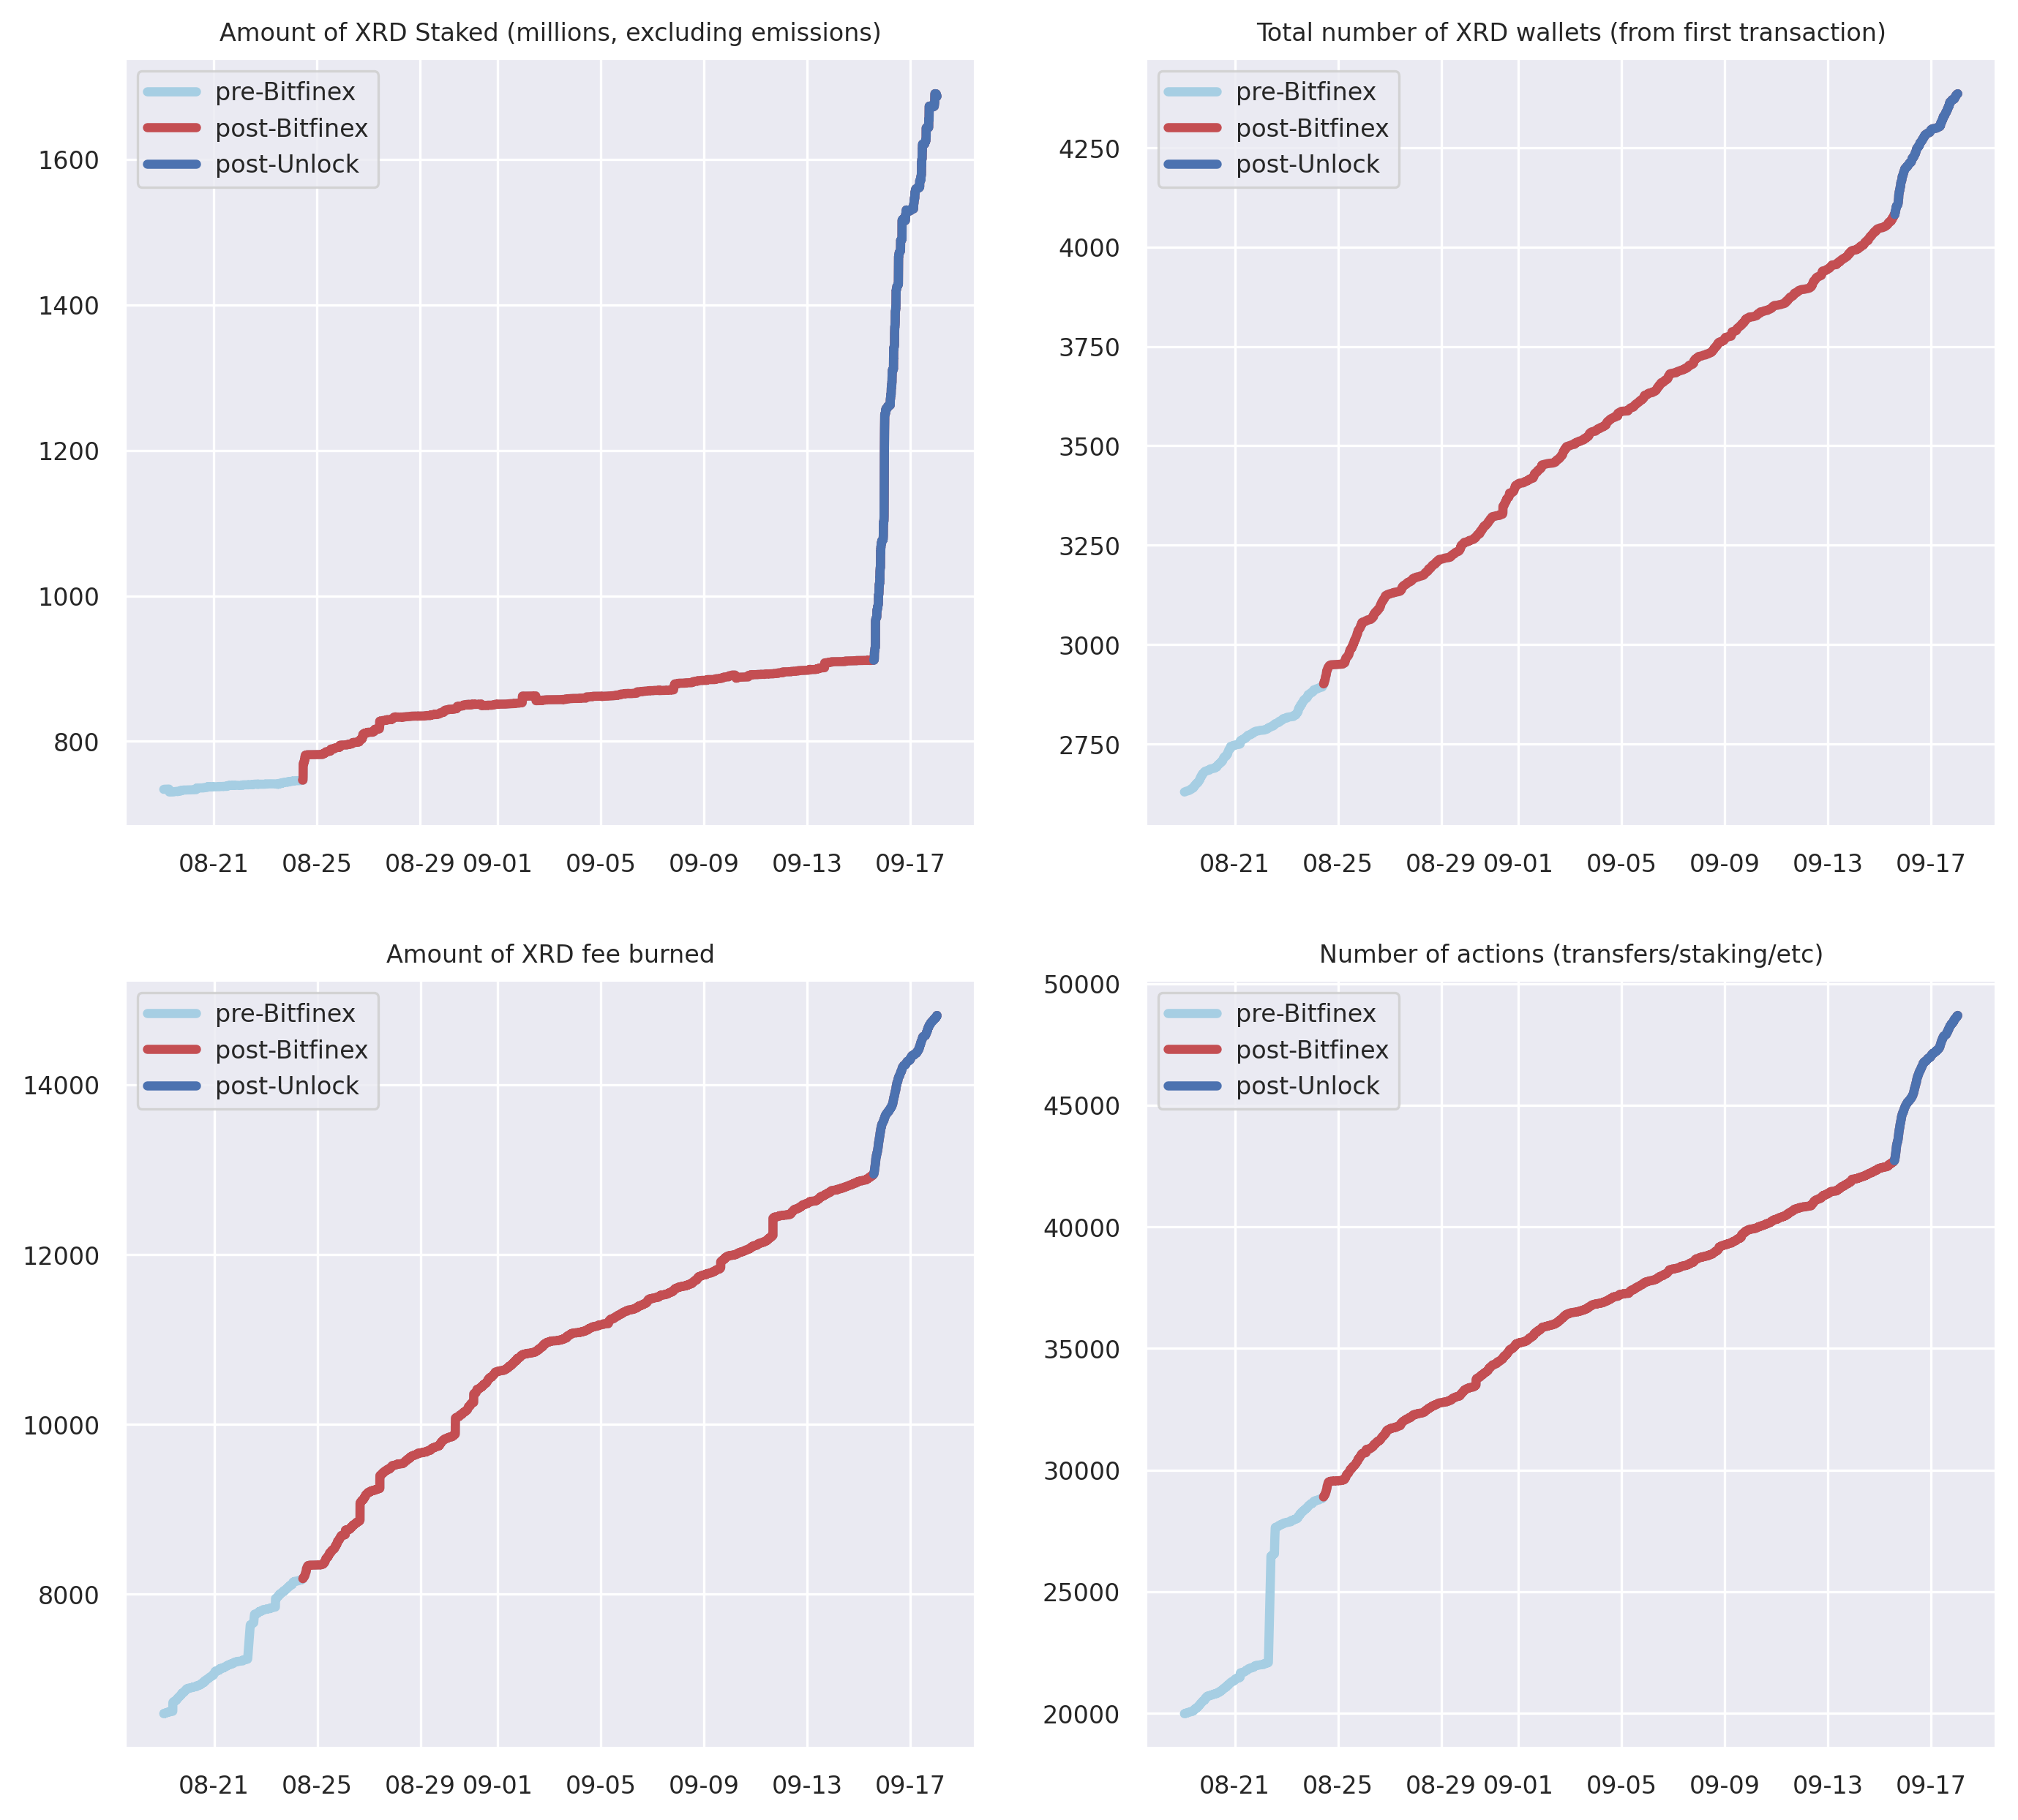 Amount of XRD Staked (millions, excluding emissions)
pre-Bitfinex
post-Bitfinex
post-Unlock
1600
1400
1200
1000
800
08-21 08-25 08-29 09-01 09-05 09-09 09-13 09-17
Total number of XRD wallets (from first transaction)
pre-Bitfinex
post-Bitfinex
post-Unlock
4250
4000
3750
3500
3250
3000
2750
08-21 08-25 08-29 09-01 09-05 09-09 09-13 09-17
Amount of XRD fee burned
pre-Bitfinex
post-Bitfinex
post-Unlock
14000
12000
10000
8000
08-21 08-25 08-29 09-01 09-05 09-09 09-13 09-17
Number of actions (transfers/staking/etc)
50000
pre-Bitfinex
post-Bitfinex
post-Unlock
45000
40000
35000
30000
25000
20000
08-21 08-25 08-29 09-01 09-05 09-09 09-13 09-17